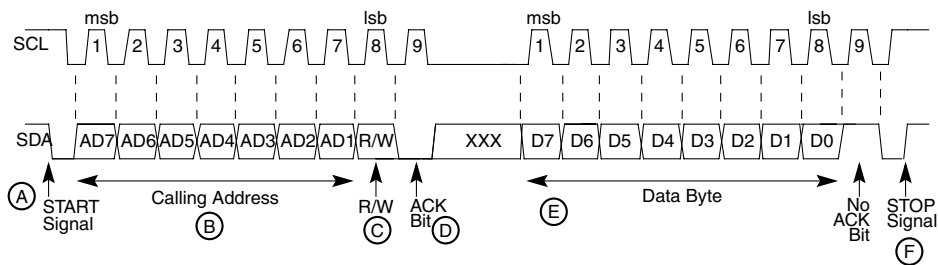 msb lsb msb lsb
SCL 1 2 3 4 5 6 7 8 9 1 2 3 4 5 6 7 8 9
SDA AD7 AD6 AD5 AD4 AD3 AD2 AD1 R/W XXX D7 D6 D5 D4 D3 D2 D1 D0
A START Signal
Calling Address
B
R/W
C
ACK Bit
D
E
Data Byte
No ACK Bit
STOP Signal
F